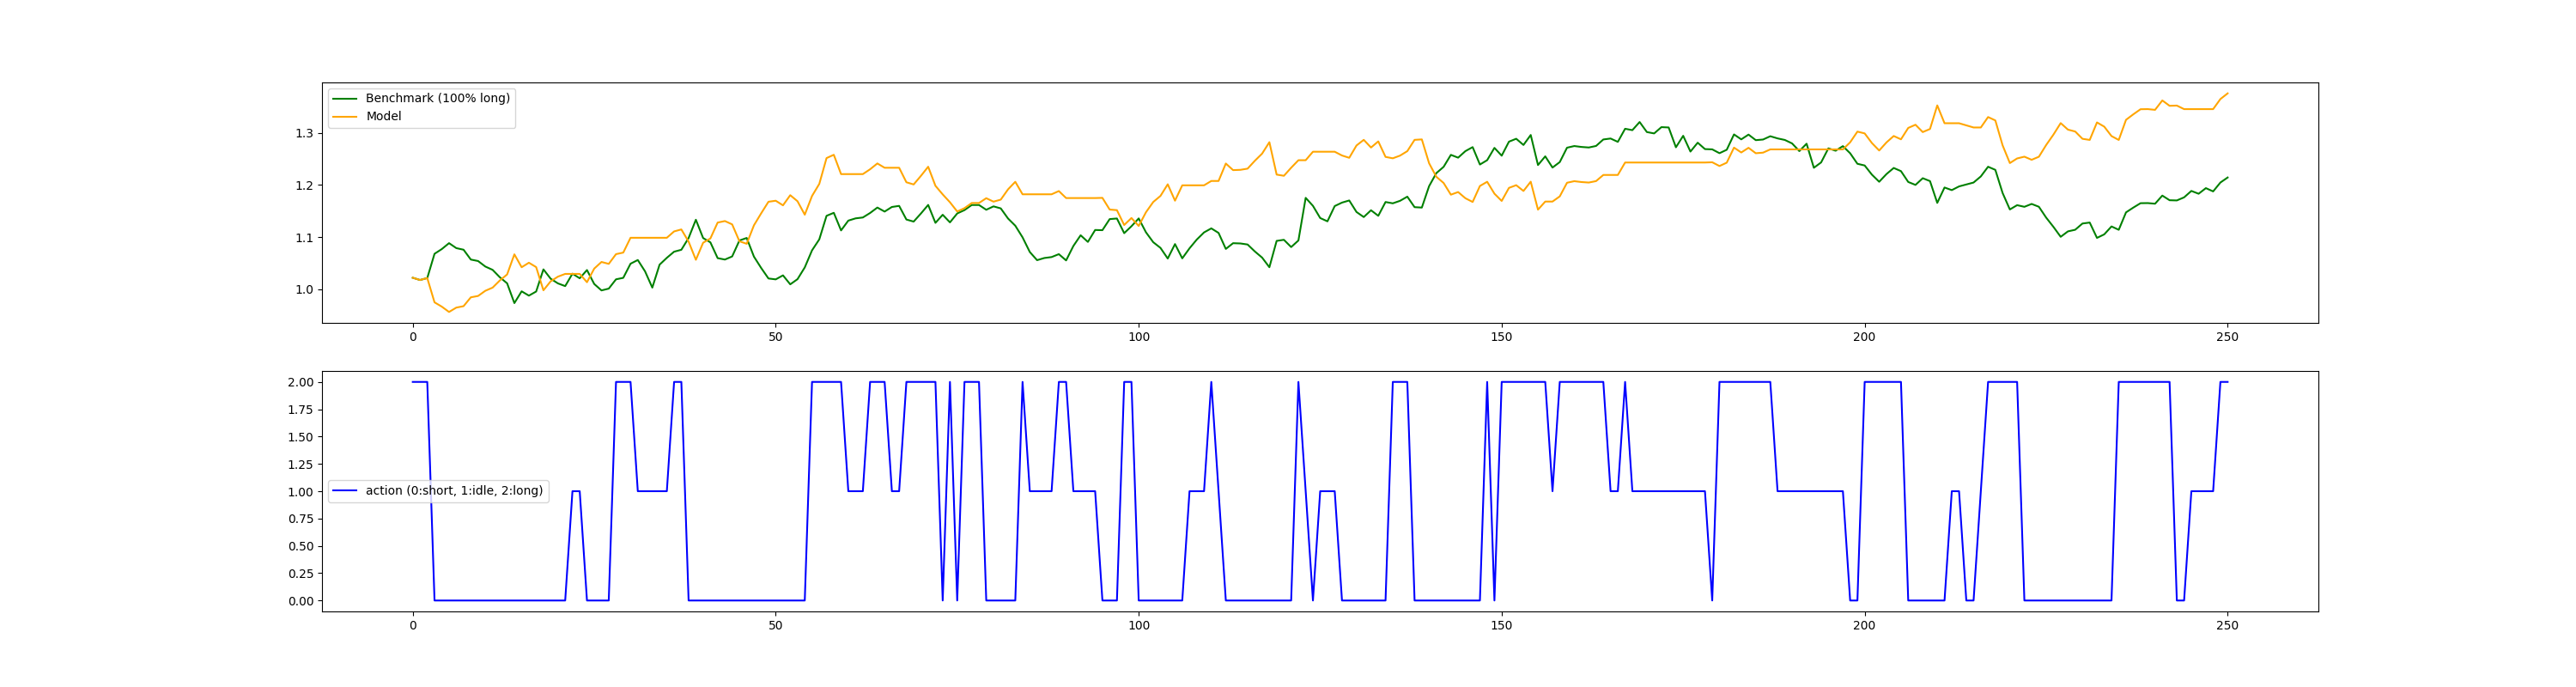 Benchmark (100% long)
Model
1.3
1.2
1.1
1.0
0 50 100 150 200 250
2.00
1.75
1.50
1.25
1.00
0.75
0.50
0.25
0.00
action (0:short, 1:idle, 2:long)
0 50 100 150 200 250